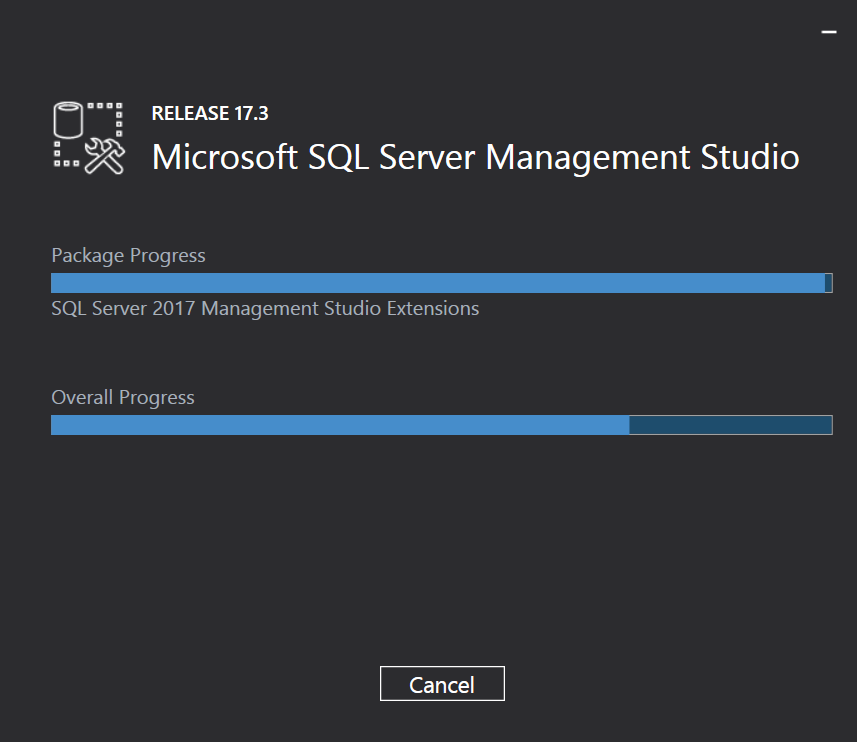 RELEASE 17.3
Microsoft SQL Server Management Studio
Package Progress
SQL Server 2017 Management Studio Extensions
Overall Progress
Cancel